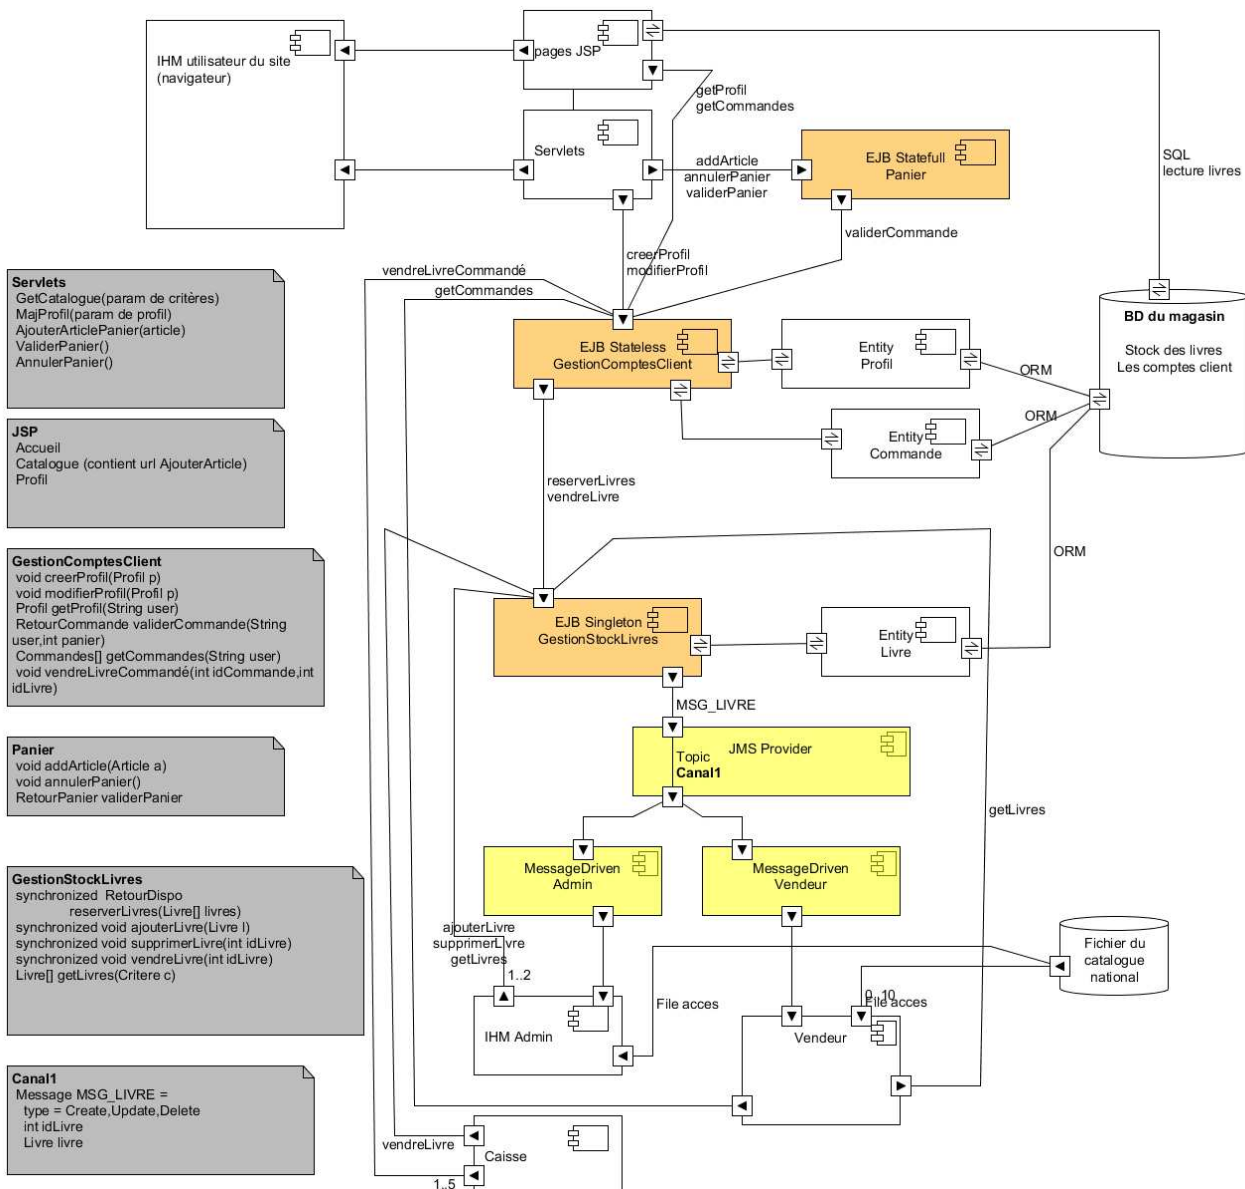 IHM utilisateur du site
(navigateur)
pages JSP
getProfil
getCommandes
Servlets
addArticle
annulerPanier
validerPanier
EJB Statefull
Panier
SQL
lecture livres
creerProfil
modifierProfil
validerCommande
vendreLivreCommandé
getCommandes
Servlets
GetCatalogue(param de critères)
MajProfil(param de profil)
AjouterArticlePanier(article)
ValiderPanier()
AnnulerPanier()
EJB Stateless
GestionComptesClient
Entity
Profil
ORM
BD du magasin
Stock des livres
Les comptes client
Entity
Commande
ORM
JSP
Accueil
Catalogue (contient url AjouterArticle)
Profil
reserverLivres
vendreLivre
ORM
GestionComptesClient
void creerProfil(Profil p)
void modifierProfil(Profil p)
Profil getProfil(String user)
RetourCommande validerCommande(String
user,int panier)
Commandes[] getCommandes(String user)
void vendreLivreCommandé(int idCommande,int
idLivre)
EJB Singleton
GestionStockLivres
Entity
Livre
MSG_LIVRE
JMS Provider
Topic
Canal1
Panier
void addArticle(Article a)
void annulerPanier()
RetourPanier validerPanier
getLivres
MessageDriven
Admin
MessageDriven
Vendeur
GestionStockLivres
synchronized RetourDispo
reserverLivres(Livre[] livres)
synchronized void ajouterLivre(Livre l)
synchronized void supprimerLivre(int idLivre)
synchronized void vendreLivre(int idLivre)
Livre[] getLivres(Critere c)
ajouterLivre
supprimerLivre
getLivres
1..2
Fichier du
catalogue
national
File acces
0..10
File acces
IHM Admin
Vendeur
Canal1
Message MSG_LIVRE =
type = Create,Update,Delete
int idLivre
Livre livre
vendreLivre
Caisse
1..5